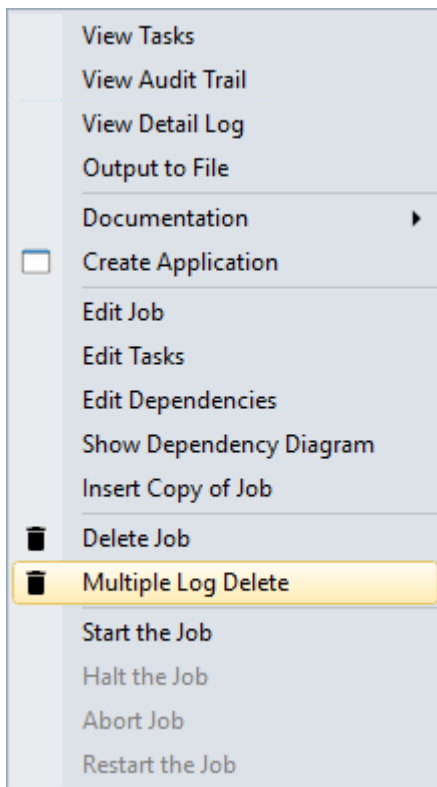 View Tasks
View Audit Trail
View Detail Log
Output to File
Documentation
Create Application
Edit Job
Edit Tasks
Edit Dependencies
Show Dependency Diagram
Insert Copy of Job
Delete Job
Multiple Log Delete
Start the Job
Halt the Job
Abort Job
Restart the Job